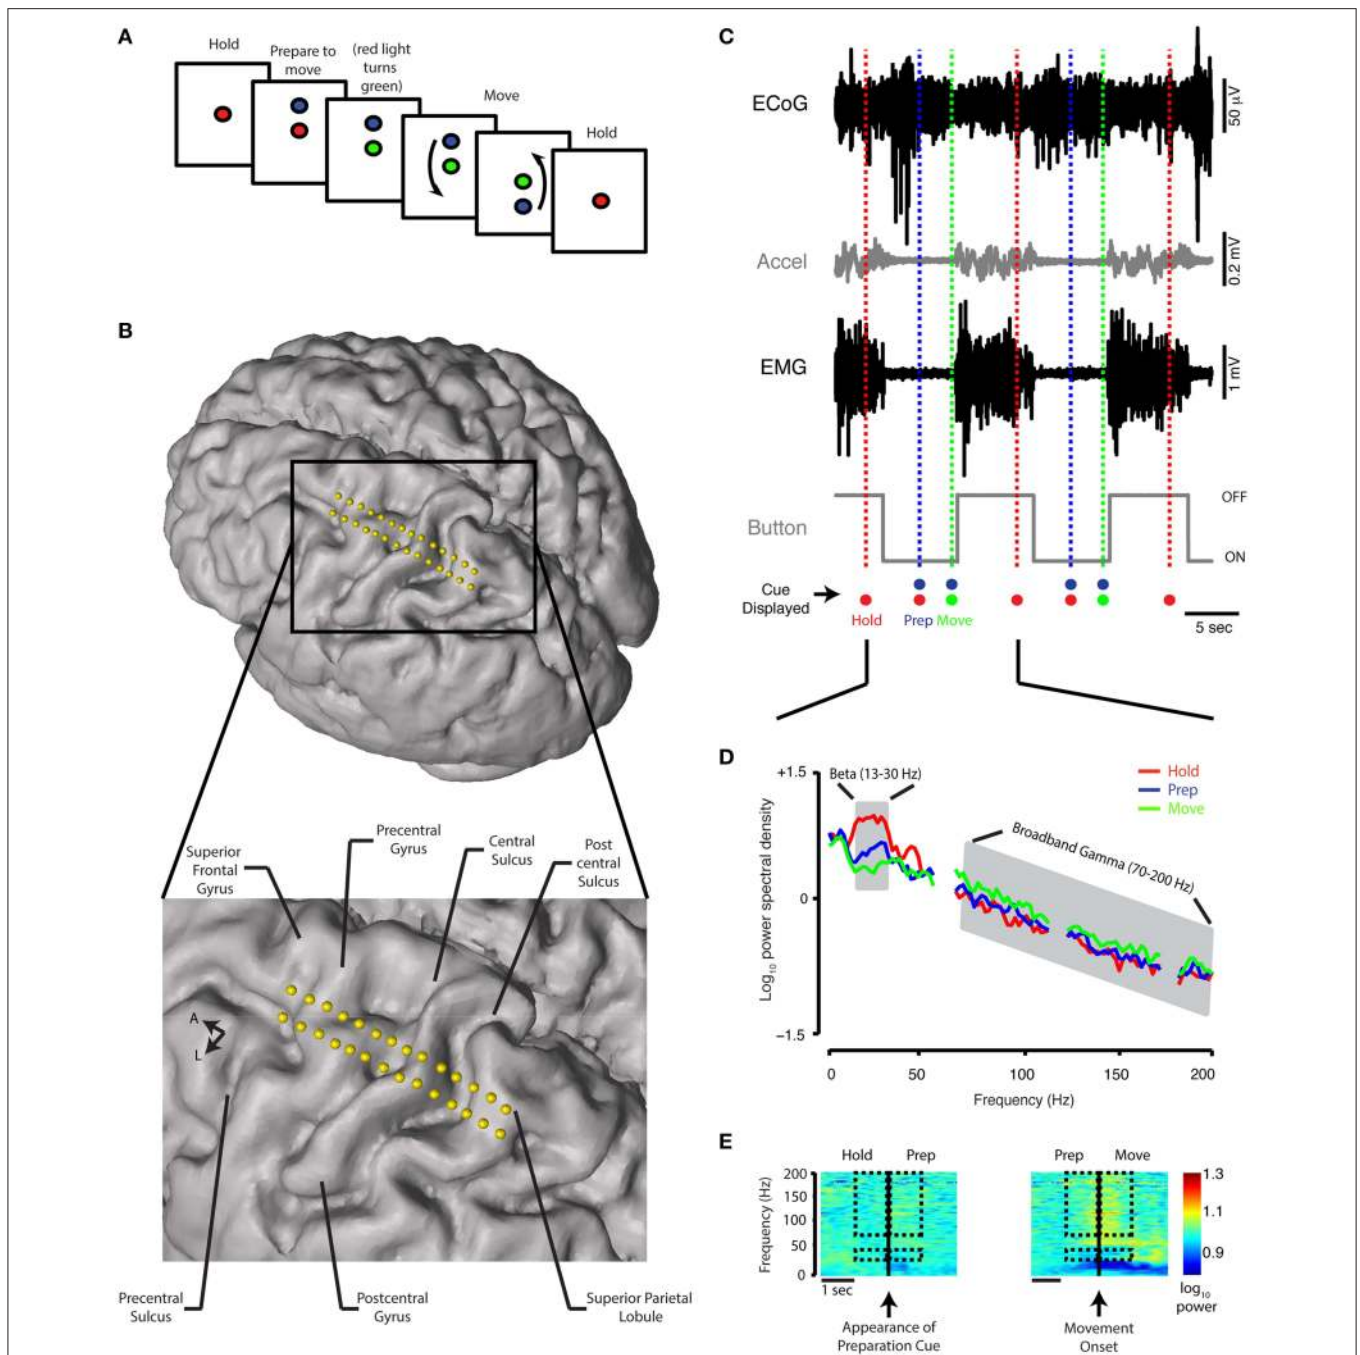 A
Hold
Prepare to
move
(red light
turns
green)
Move
Hold
B
Precentral
Gyrus
Superior
Frontal
Gyrus
Central
Sulcus
Post
central
Sulcus
A
L
Precentral
Sulcus
Postcentral
Gyrus
Superior Parietal
Lobule
C
ECoG
50 μV
Accel
0.2 mV
EMG
1 mV
OFF
Button
ON
Cue
Displayed
Hold
Prep
Move
5 sec
D
+1.5
Beta (13-30 Hz)
Hold
Prep
Move
Broadband Gamma (70-200 Hz)
Log10 power spectral density
0
−1.5
0
50
100
150
200
Frequency (Hz)
E
Hold
Prep
Prep
Move
200
150
100
50
0
Frequency (Hz)
1.3
1.1
0.9
log10
power
1 sec
Appearance of
Preparation Cue
Movement
Onset